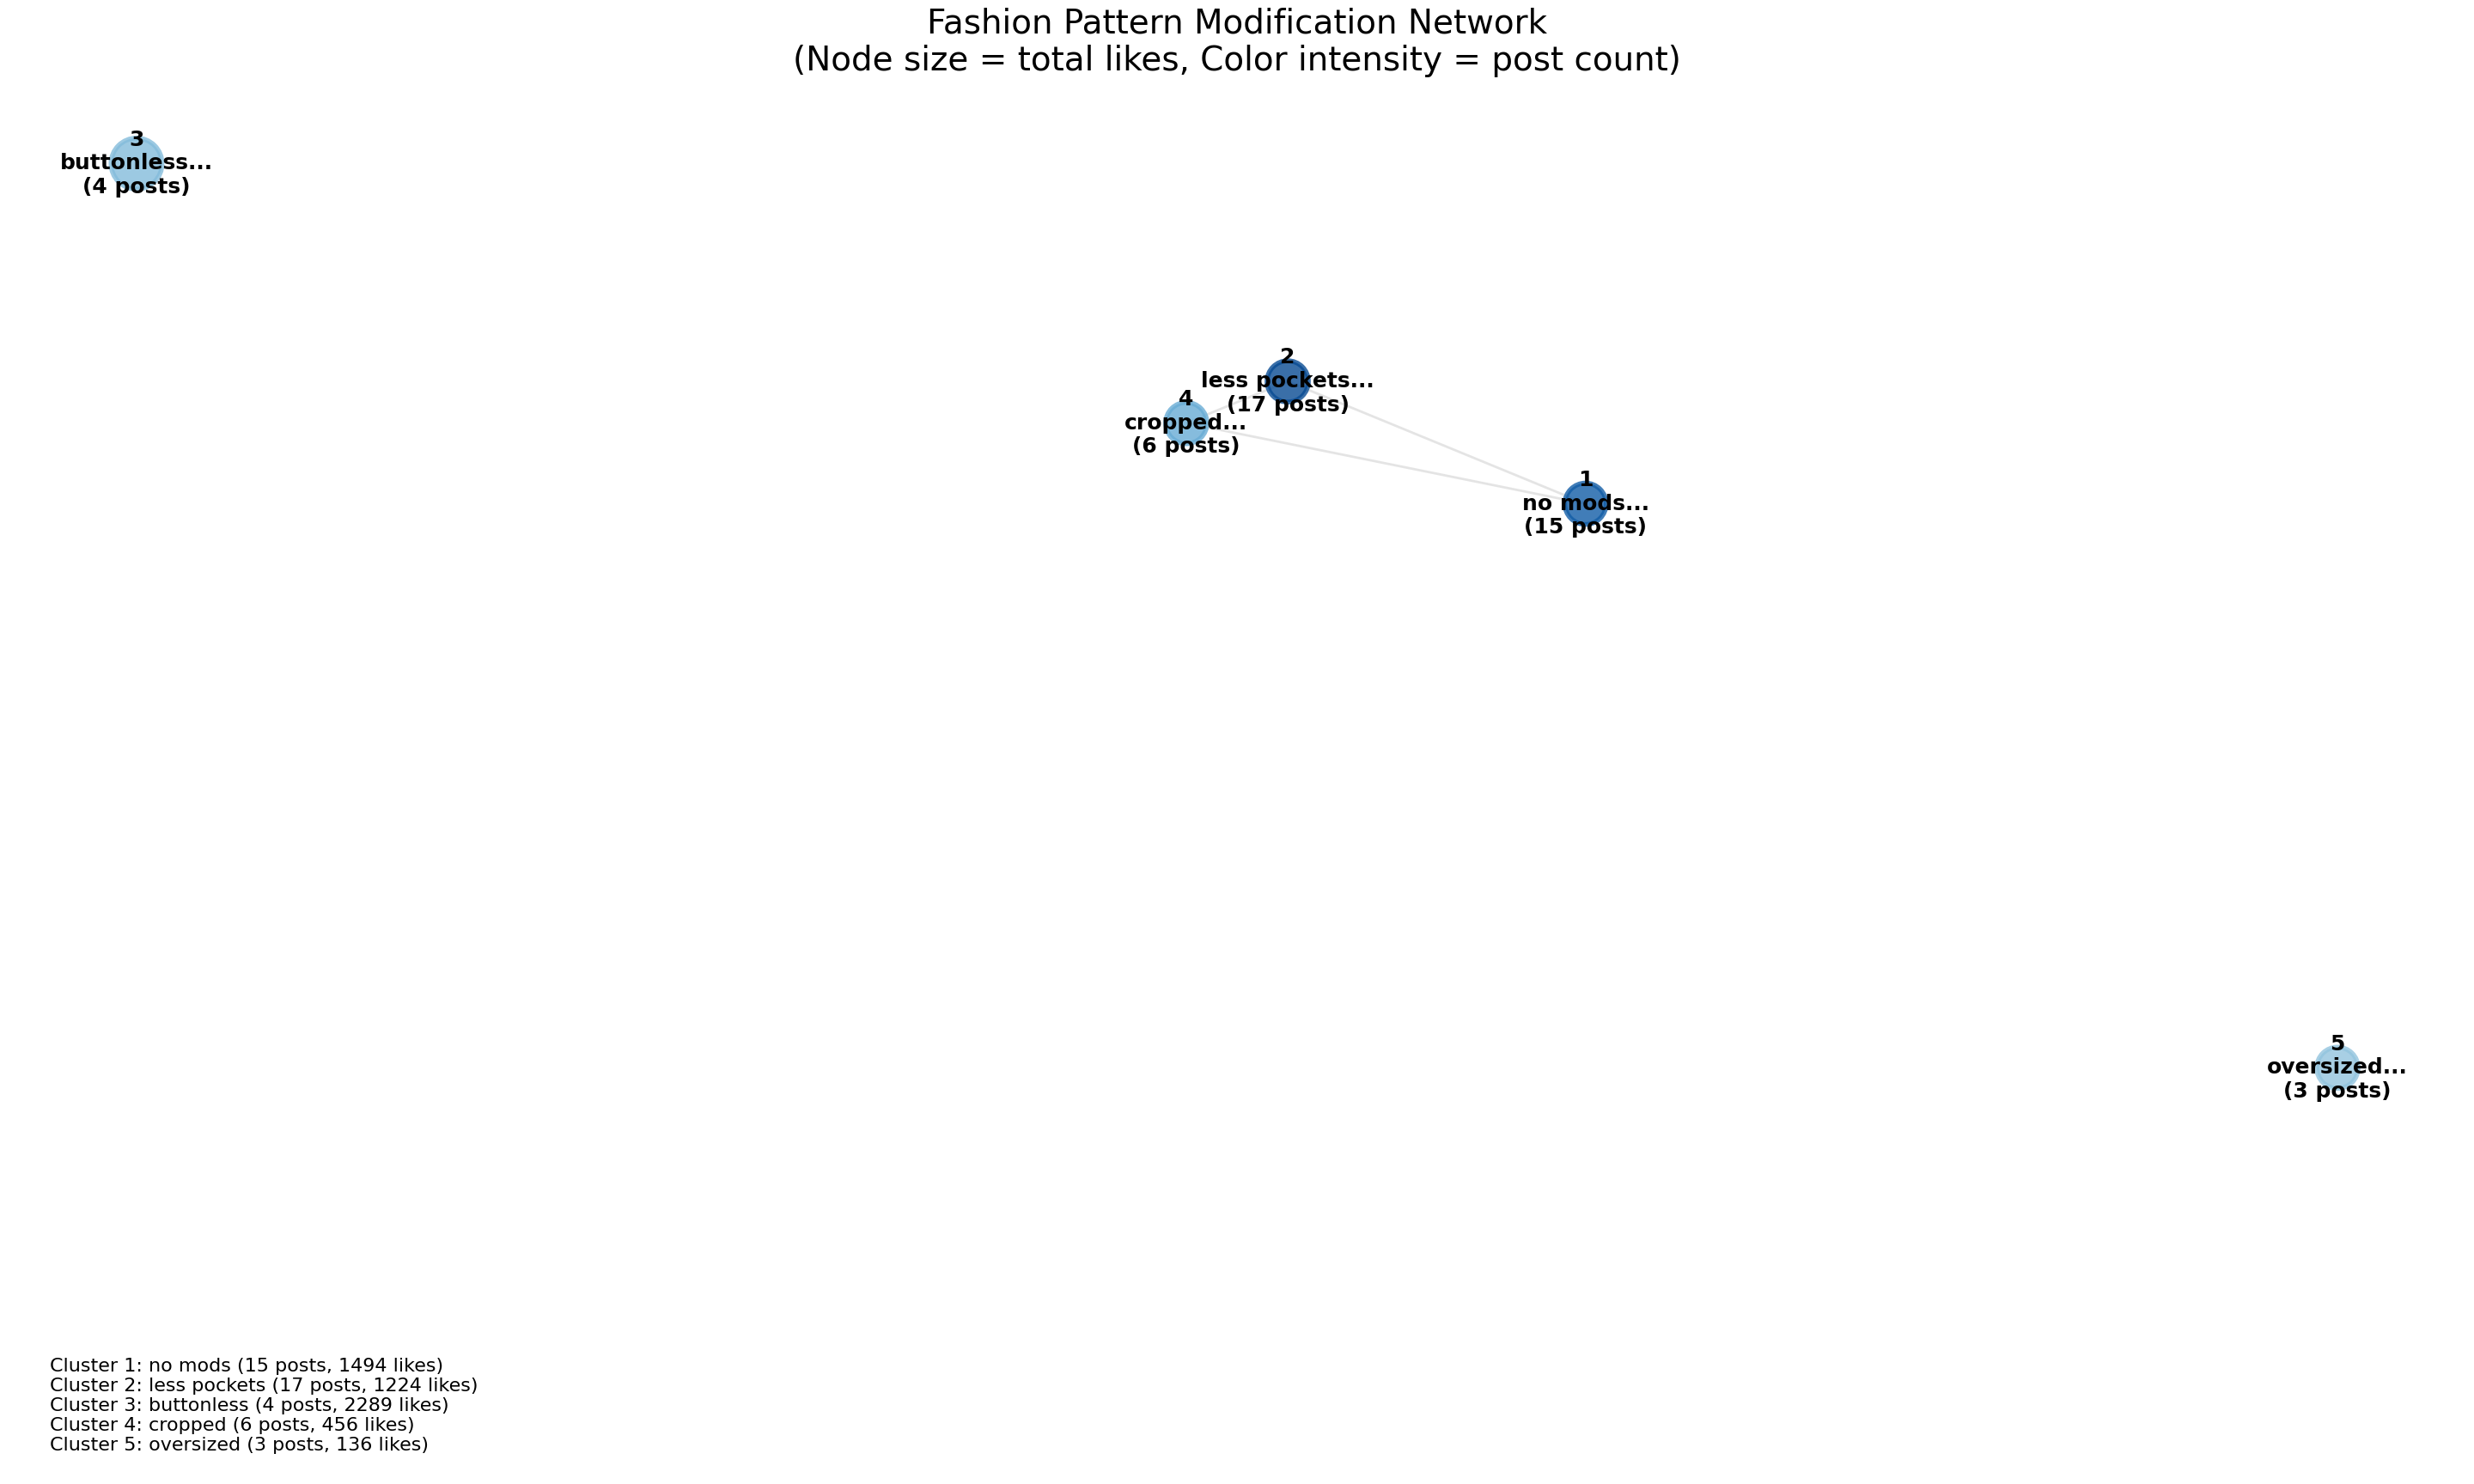 Fashion Pattern Modification Network
(Node size = total likes, Color intensity = post count)
3
buttonless...
(4 posts)
2
less pockets...
(17 posts)
4
cropped...
(6 posts)
1
no mods...
(15 posts)
5
oversized...
(3 posts)
Cluster 1: no mods (15 posts, 1494 likes)
Cluster 2: less pockets (17 posts, 1224 likes)
Cluster 3: buttonless (4 posts, 2289 likes)
Cluster 4: cropped (6 posts, 456 likes)
Cluster 5: oversized (3 posts, 136 likes)